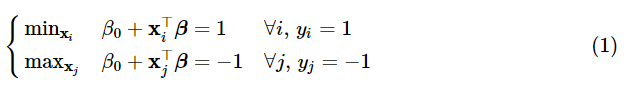 min_{𝐱_i} β_0 + 𝐱_i^⊤ 𝜷 = 1 ∀i, y_i = 1
max_{𝐱_j} β_0 + 𝐱_j^⊤ 𝜷 = −1 ∀j, y_j = −1 (1)